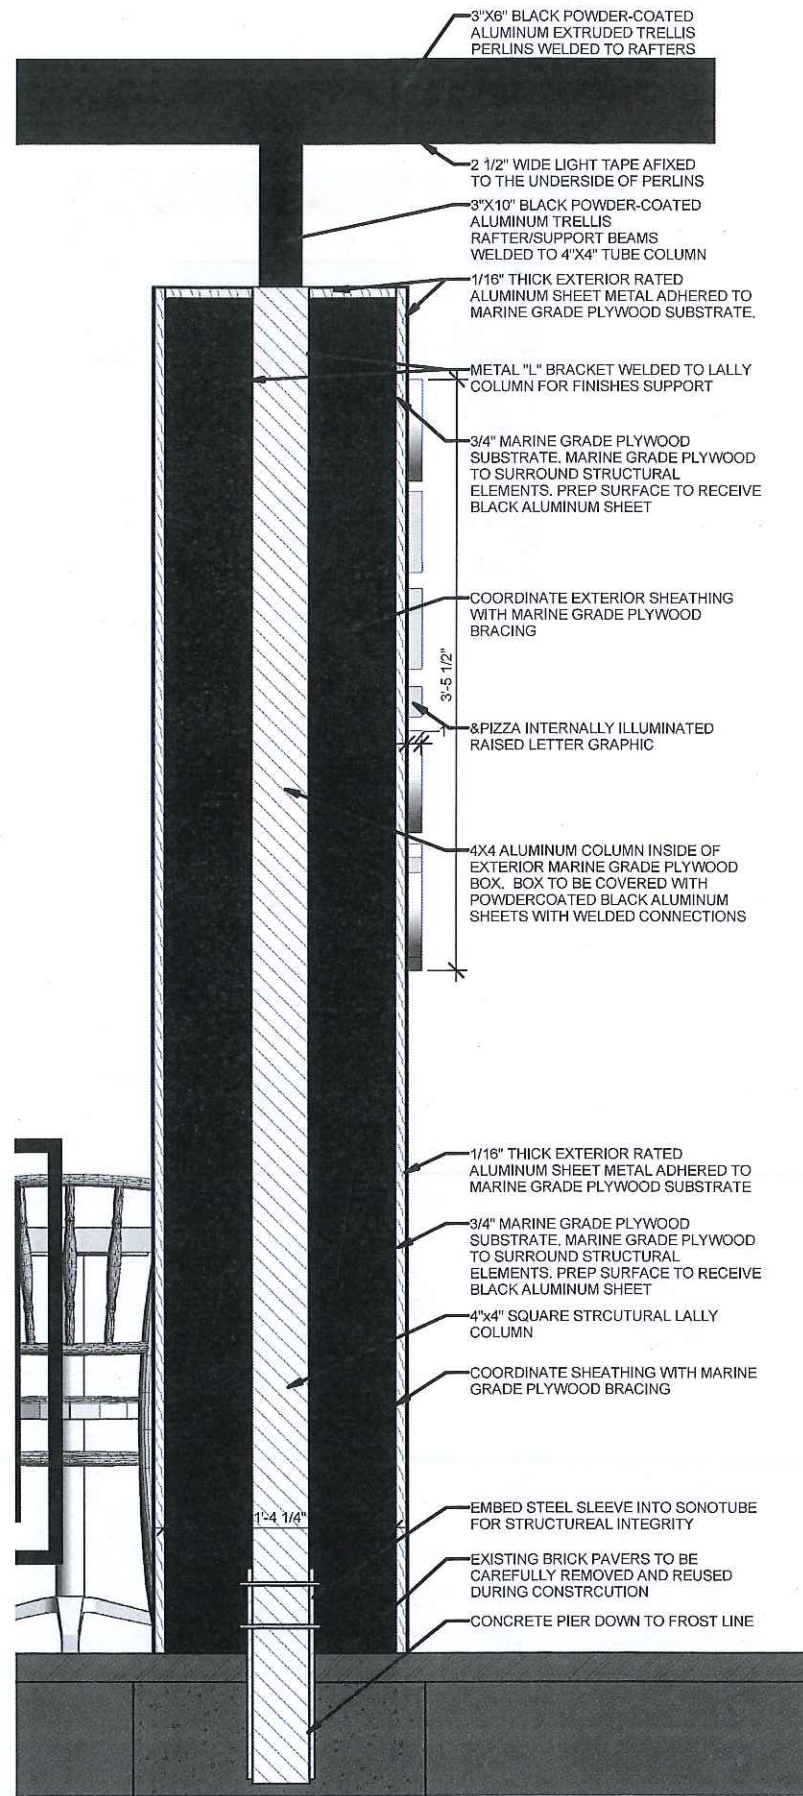 3"X6" BLACK POWDER-COATED
ALUMINUM EXTRUDED TRELLIS
PERLINS WELDED TO RAFTERS
2 1/2" WIDE LIGHT TAPE AFIXED
TO THE UNDERSIDE OF PERLINS
3"X10" BLACK POWDER-COATED
ALUMINUM TRELLIS
RAFTER/SUPPORT BEAMS
WELDED TO 4"X4" TUBE COLUMN
1/16" THICK EXTERIOR RATED
ALUMINUM SHEET METAL ADHERED TO
MARINE GRADE PLYWOOD SUBSTRATE.
METAL "L" BRACKET WELDED TO LALLY
COLUMN FOR FINISHES SUPPORT
3/4" MARINE GRADE PLYWOOD
SUBSTRATE. MARINE GRADE PLYWOOD
TO SURROUND STRUCTURAL
ELEMENTS. PREP SURFACE TO RECEIVE
BLACK ALUMINUM SHEET
COORDINATE EXTERIOR SHEATHING
WITH MARINE GRADE PLYWOOD
BRACING
3'-5 1/2"
&PIZZA INTERNALLY ILLUMINATED
RAISED LETTER GRAPHIC
4X4 ALUMINUM COLUMN INSIDE OF
EXTERIOR MARINE GRADE PLYWOOD
BOX. BOX TO BE COVERED WITH
POWDERCOATED BLACK ALUMINUM
SHEETS WITH WELDED CONNECTIONS
1/16" THICK EXTERIOR RATED
ALUMINUM SHEET METAL ADHERED TO
MARINE GRADE PLYWOOD SUBSTRATE
3/4" MARINE GRADE PLYWOOD
SUBSTRATE. MARINE GRADE PLYWOOD
TO SURROUND STRUCTURAL
ELEMENTS. PREP SURFACE TO RECEIVE
BLACK ALUMINUM SHEET
4"x4" SQUARE STRCUTURAL LALLY
COLUMN
COORDINATE SHEATHING WITH MARINE
GRADE PLYWOOD BRACING
1'-4 1/4"
EMBED STEEL SLEEVE INTO SONOTUBE
FOR STRUCTUREAL INTEGRITY
EXISTING BRICK PAVERS TO BE
CAREFULLY REMOVED AND REUSED
DURING CONSTRCUTION
CONCRETE PIER DOWN TO FROST LINE